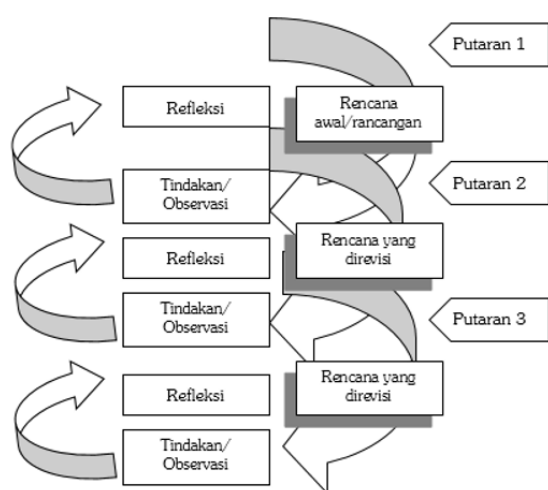 Putaran 1
Refleksi
Rencana
awal/rancangan
Putaran 2
Tindakan/
Observasi
Rencana yang
direvisi
Refleksi
Putaran 3
Tindakan/
Observasi
Rencana yang
direvisi
Refleksi
Tindakan/
Observasi